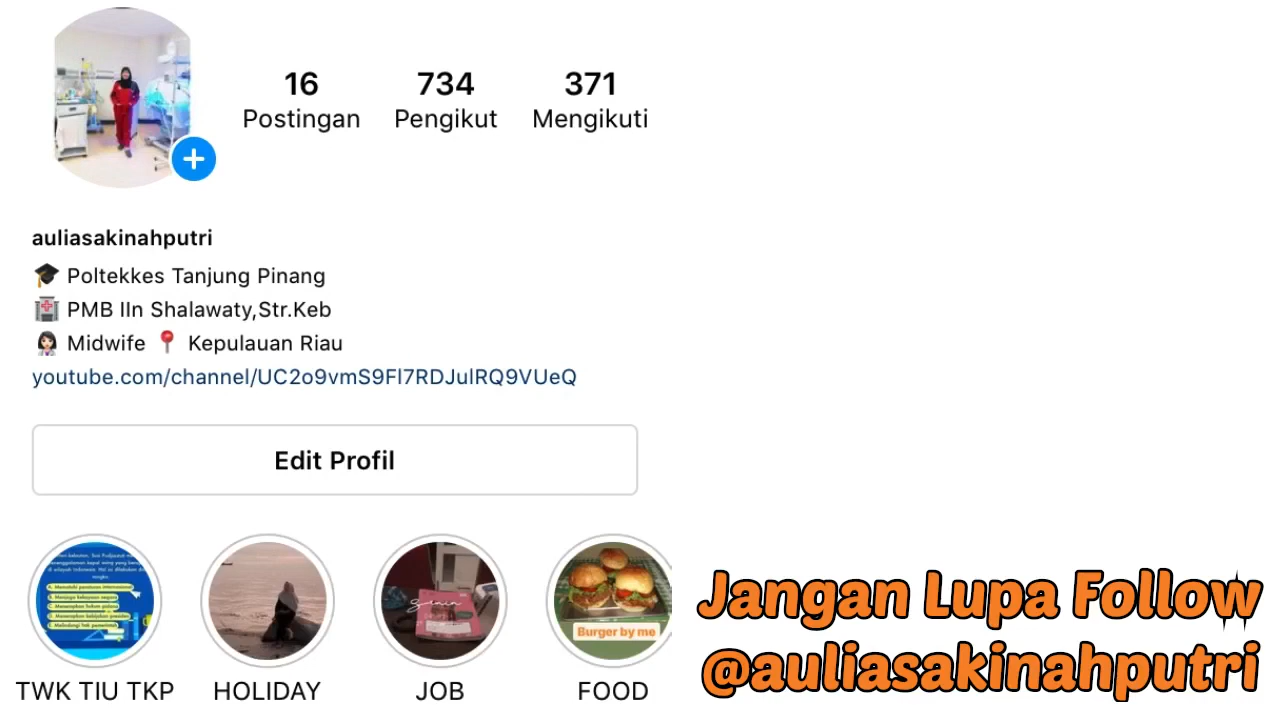 16
734
371
Postingan
Pengikut
Mengikuti
auliasakinahputri
Poltekkes Tanjung Pinang
PMB IIn Shalawaty,Str.Keb
Midwife
Kepulauan Riau
youtube.com/channel/UC2o9vmS9Fl7RDJulRQ9VUeQ
Edit Profil
Burger by me
TWK TIU TKP
HOLIDAY
JOB
FOOD
Jangan Lupa Follow
@auliasakinahputri